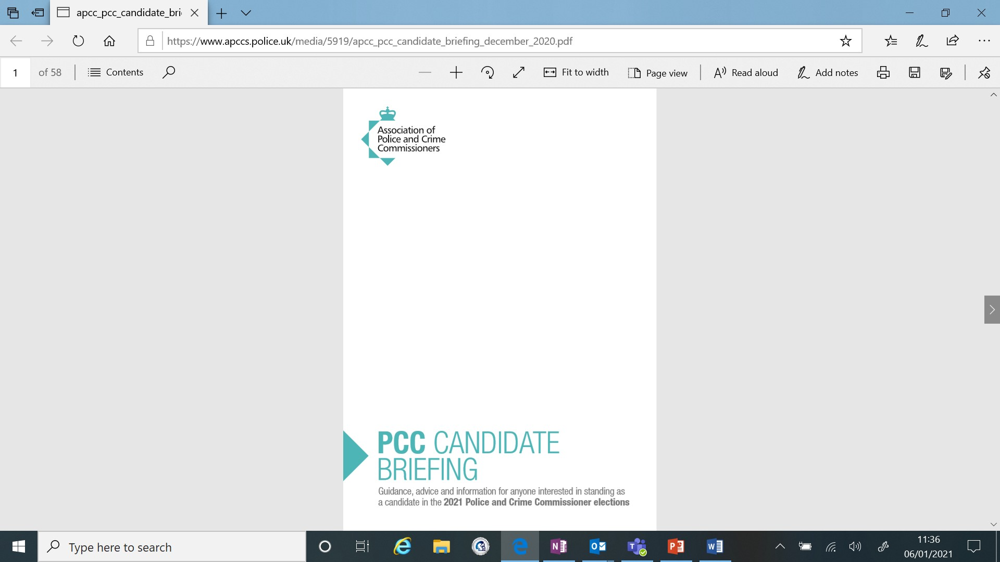 apcc_pcc_candidate_bri
https://www.apccs.police.uk/media/5919/apcc_pcc_candidate_briefing_december_2020.pdf
1 of 58 Contents Fit to width Page view Read aloud Add notes
Association of
Police and Crime
Commissioners
PCC CANDIDATE
BRIEFING
Guidance, advice and information for anyone interested in standing as
a candidate in the 2021 Police and Crime Commissioner elections
Type here to search
11:36
06/01/2021